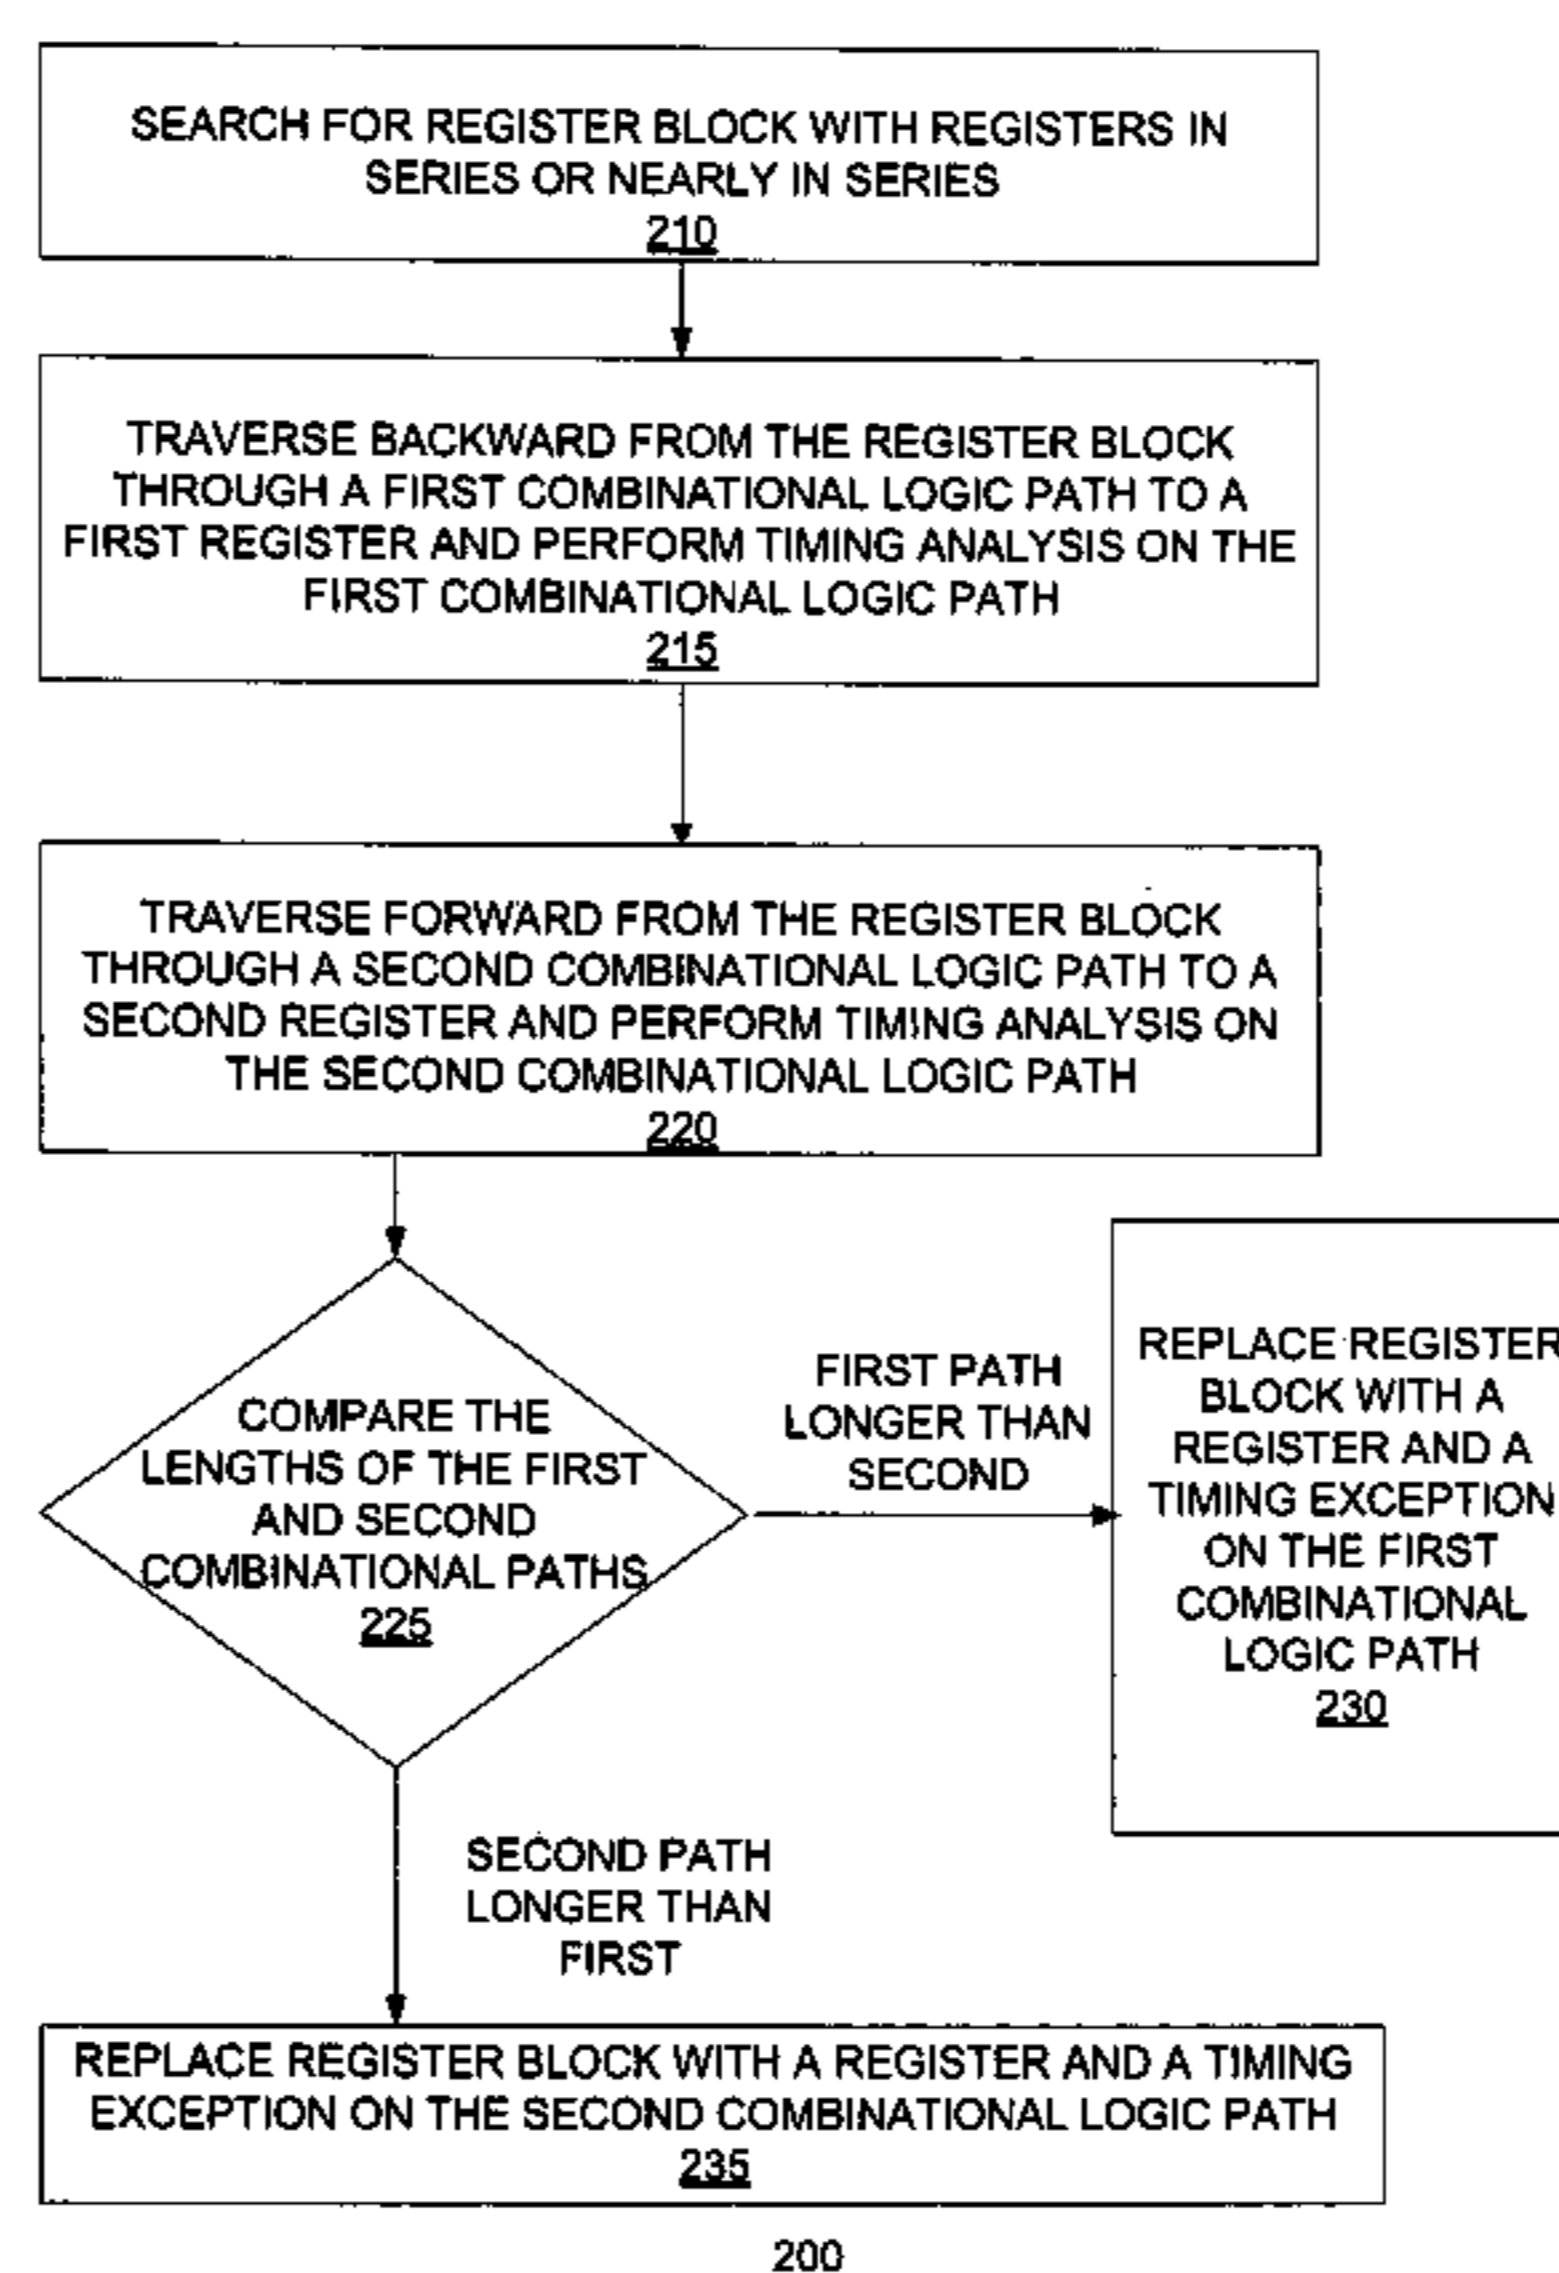 SEARCH FOR REGISTER BLOCK WITH REGISTERS IN
SERIES OR NEARLY IN SERIES
210
TRAVERSE BACKWARD FROM THE REGISTER BLOCK
THROUGH A FIRST COMBINATIONAL LOGIC PATH TO A
FIRST REGISTER AND PERFORM TIMING ANALYSIS ON THE
FIRST COMBINATIONAL LOGIC PATH
215
TRAVERSE FORWARD FROM THE REGISTER BLOCK
THROUGH A SECOND COMBINATIONAL LOGIC PATH TO A
SECOND REGISTER AND PERFORM TIMING ANALYSIS ON
THE SECOND COMBINATIONAL LOGIC PATH
220
COMPARE THE
LENGTHS OF THE FIRST
AND SECOND
COMBINATIONAL PATHS
225
FIRST PATH
LONGER THAN
SECOND
REPLACE REGISTER
BLOCK WITH A
REGISTER AND A
TIMING EXCEPTION
ON THE FIRST
COMBINATIONAL
LOGIC PATH
230
SECOND PATH
LONGER THAN
FIRST
REPLACE REGISTER BLOCK WITH A REGISTER AND A TIMING
EXCEPTION ON THE SECOND COMBINATIONAL LOGIC PATH
235
200